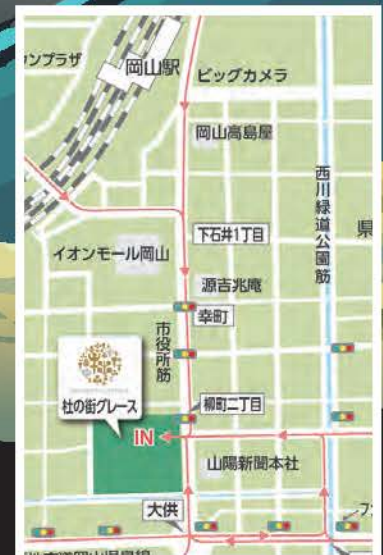 ンプラザ
岡山駅
ビックカメラ
岡山高島屋
西川緑道公園筋
県
下石井1丁目
イオンモール岡山
源吉兆庵
幸町
市役所筋
杜の街グレース
柳町二丁目
IN
山陽新聞本社
大供